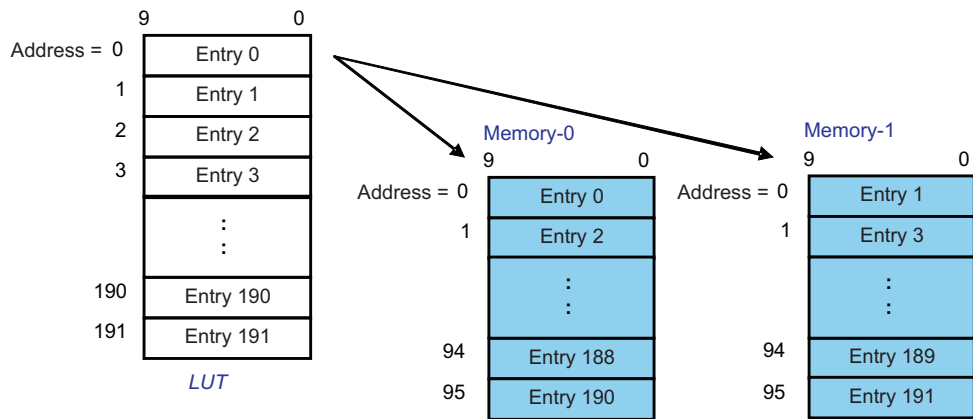 9 0
Address = 0 Entry 0
1 Entry 1
2 Entry 2
3 Entry 3
:
:
190 Entry 190
191 Entry 191
LUT
Memory-0
9 0
Address = 0 Entry 0
1 Entry 2
:
:
94 Entry 188
95 Entry 190
Memory-1
9 0
Address = 0 Entry 1
1 Entry 3
:
:
94 Entry 189
95 Entry 191